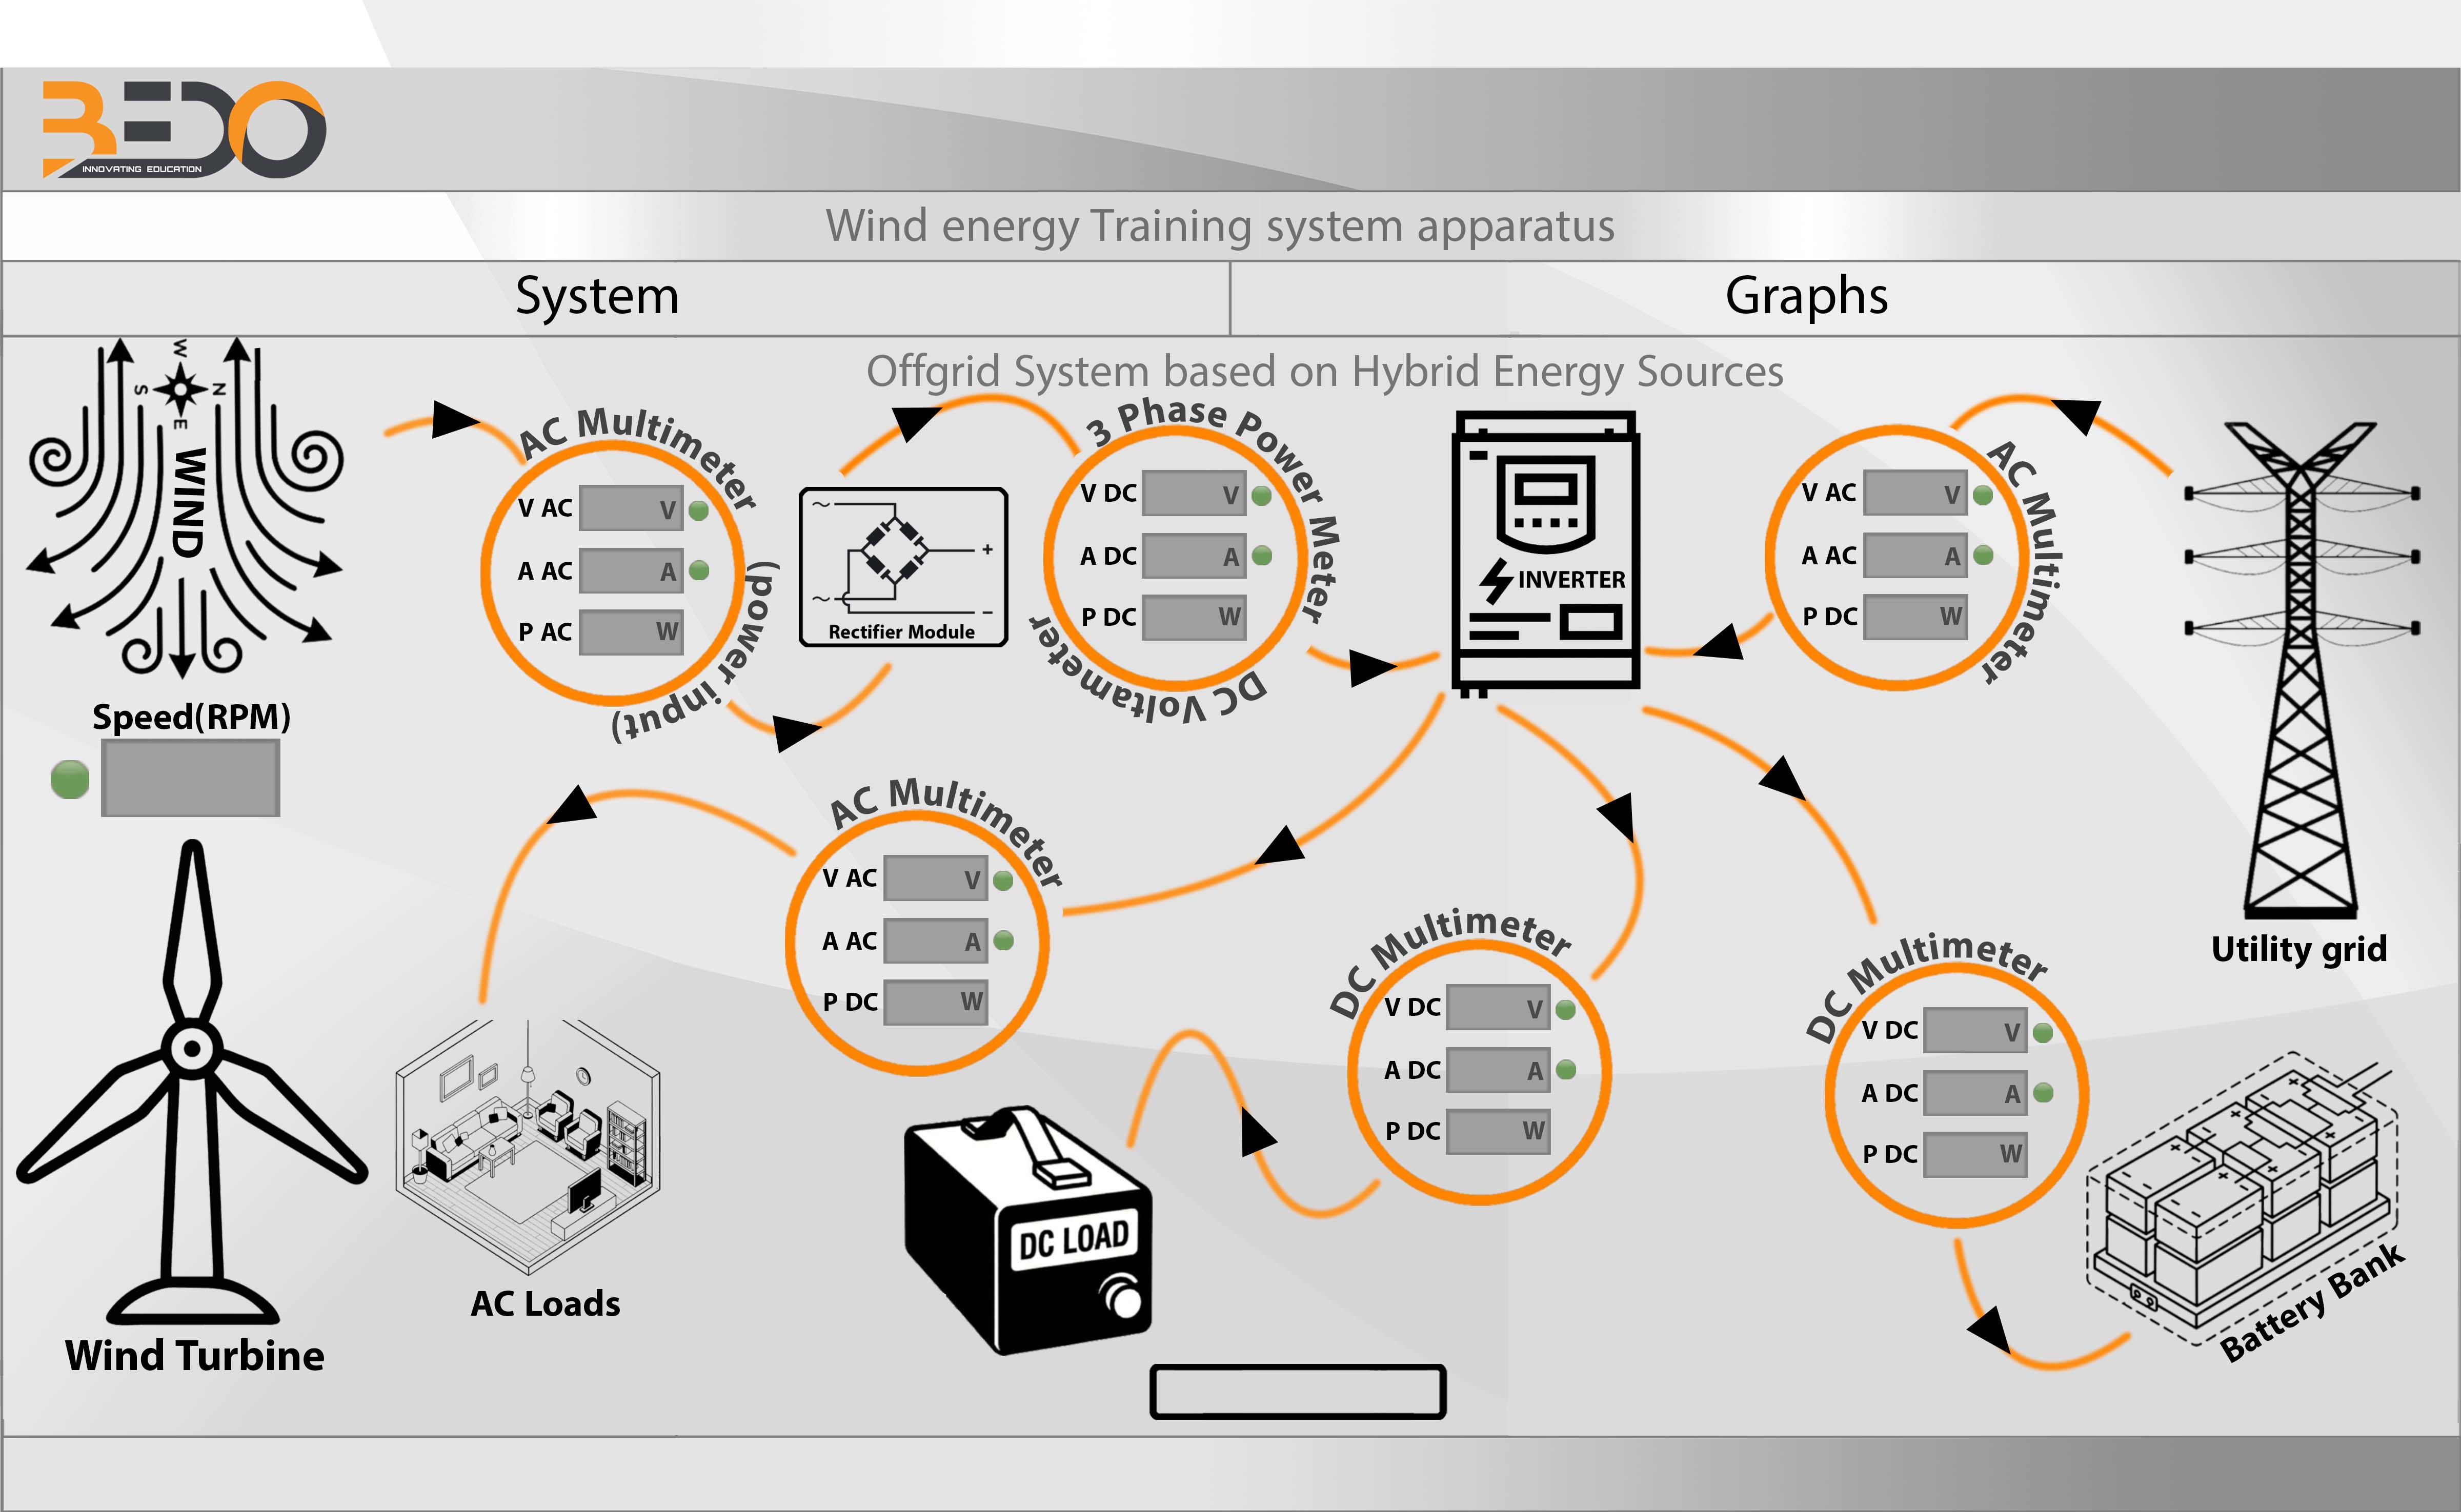 BEDO
INNOVATING EDUCATION
Wind energy Training system apparatus
System
Graphs
Offgrid System based on Hybrid Energy Sources
W
S
N
E
WIND
Speed(RPM)
Wind Turbine
AC Multimeter
(power input)
V AC V
A AC A
P AC W
~
~
+
−
Rectifier Module
3 Phase Power Meter
DC Voltameter
V DC V
A DC A
P DC W
INVERTER
AC Multimeter
V AC V
A AC A
P DC W
Utility grid
AC Multimeter
V AC V
A AC A
P DC W
AC Loads
DC Multimeter
V DC V
A DC A
P DC W
DC LOAD
DC Multimeter
V DC V
A DC A
P DC W
Battery Bank